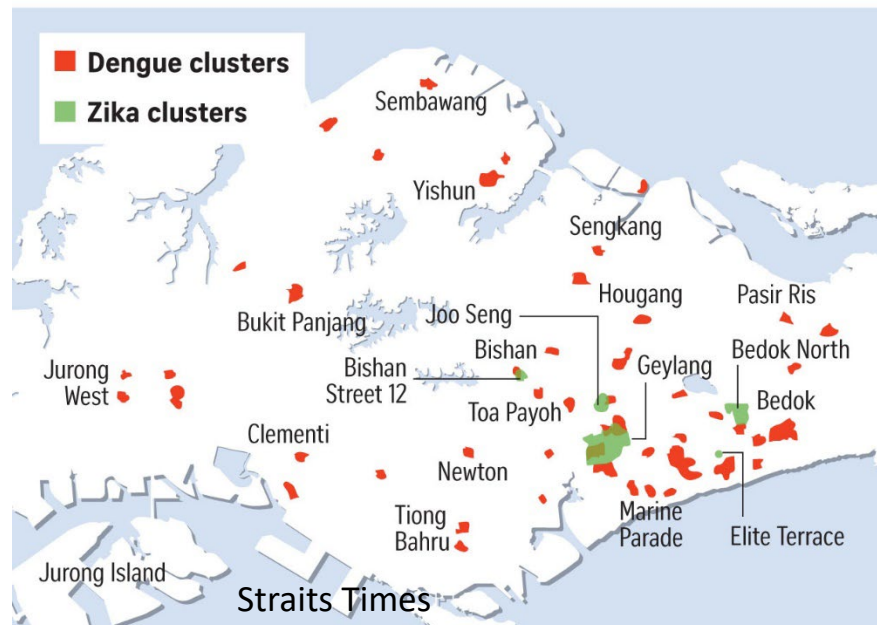 Dengue clusters
Zika clusters
Sembawang
Yishun
Sengkang
Hougang
Pasir Ris
Bukit Panjang
Joo Seng
Bishan
Geylang
Bedok North
Jurong
West
Bishan
Street 12
Toa Payoh
Bedok
Clementi
Newton
Tiong
Bahru
Marine
Parade
Elite Terrace
Jurong Island
Straits Times